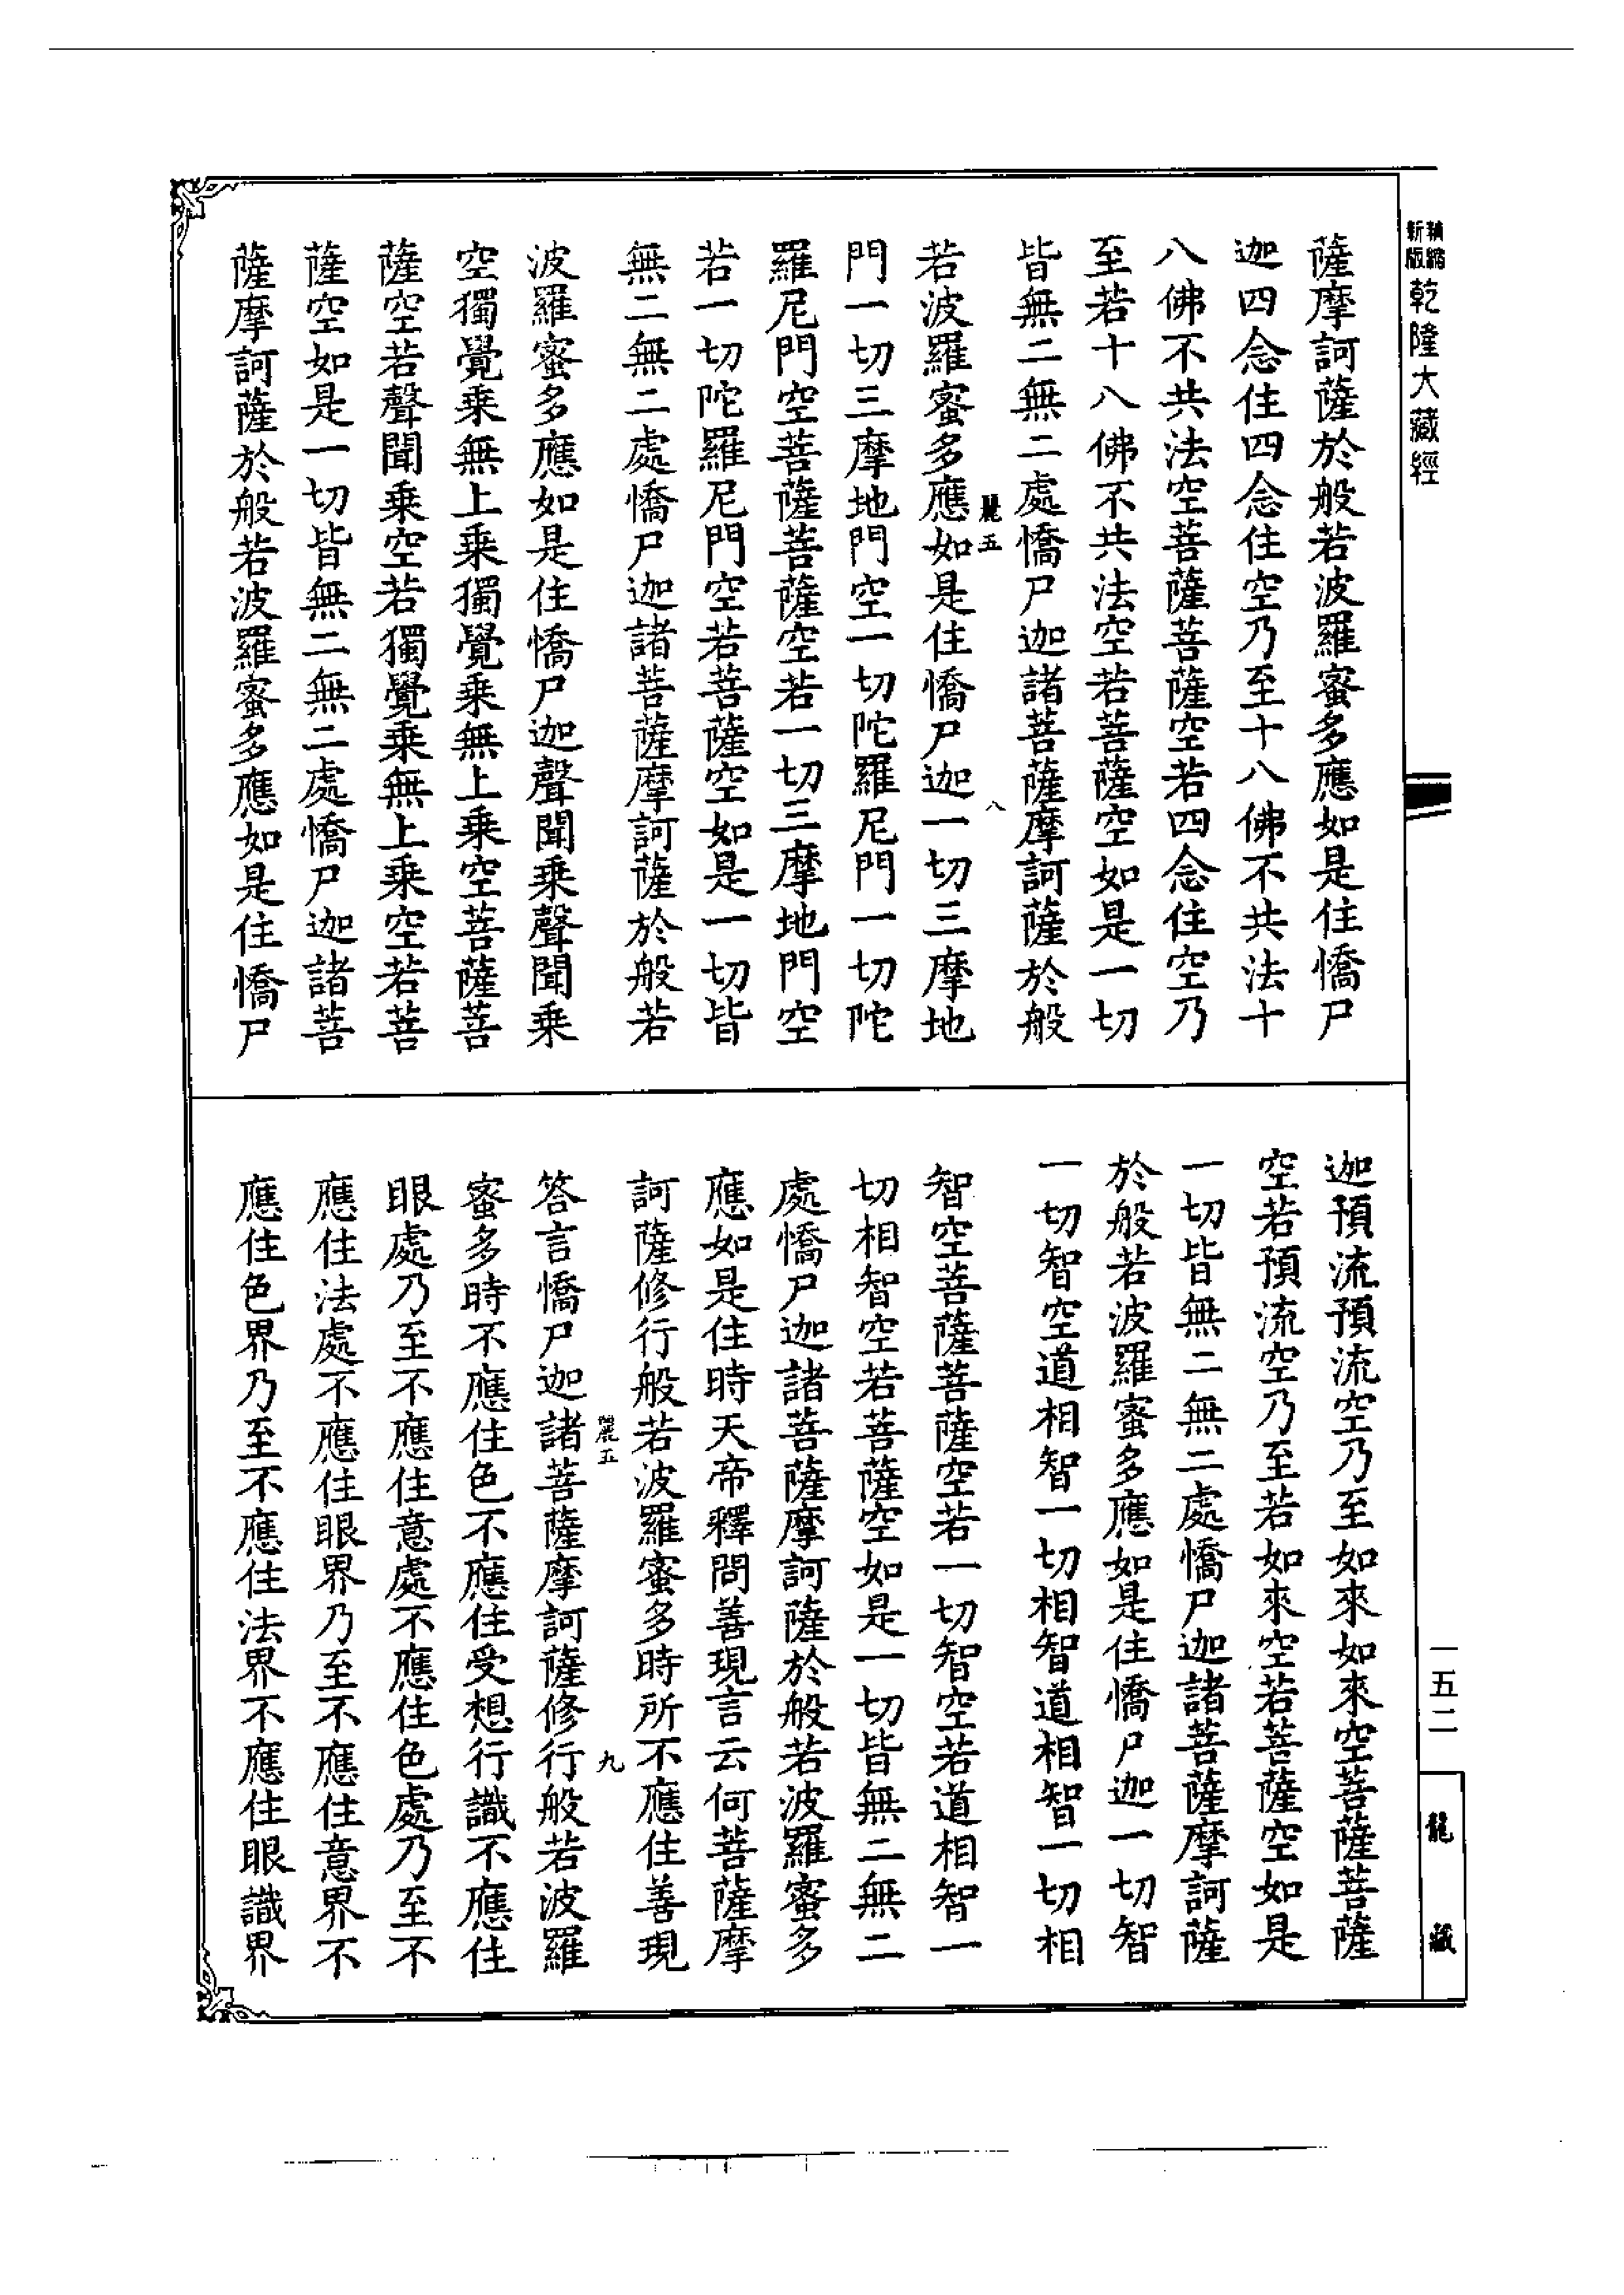 新版
精縮
乾隆大藏經
薩摩訶薩於般若波羅蜜多應如是住憍尸
迦四念住四念住空乃至十八佛不共法十
八佛不共法空菩薩菩薩空若四念住空乃
至若十八佛不共法空若菩薩空如是一切
皆無二無二處憍尸迦諸菩薩摩訶薩於般
麗五
八
若波羅蜜多應如是住憍尸迦一切三摩地
門一切三摩地門空一切陀羅尼門一切陀
羅尼門空菩薩菩薩空若一切三摩地門空
若一切陀羅尼門空若菩薩空如是一切皆
無二無二處憍尸迦諸菩薩摩訶薩於般若
波羅蜜多應如是住憍尸迦聲聞乘聲聞乘
空獨覺乘無上乘獨覺乘無上乘空菩薩菩
薩空若聲聞乘空若獨覺乘無上乘空若菩
薩空如是一切皆無二無二處憍尸迦諸菩
薩摩訶薩於般若波羅蜜多應如是住憍尸
迦預流預流空乃至如來如來空菩薩菩薩
空若預流空乃至若如來空若菩薩空如是
一切皆無二無二處憍尸迦諸菩薩摩訶薩
於般若波羅蜜多應如是住憍尸迦一切智
一切智空道相智一切相智道相智一切相
智空菩薩菩薩空若一切智空若道相智一
切相智空若菩薩空如是一切皆無二無二
處憍尸迦諸菩薩摩訶薩於般若波羅蜜多
應如是住時天帝釋問善現言云何菩薩摩
訶薩修行般若波羅蜜多時所不應住善現
麗五
九
答言憍尸迦諸菩薩摩訶薩修行般若波羅
蜜多時不應住色不應住受想行識不應住
眼處乃至不應住意處不應住色處乃至不
應住法處不應住眼界乃至不應住意界不
應住色界乃至不應住法界不應住眼識界
一五二
龍藏